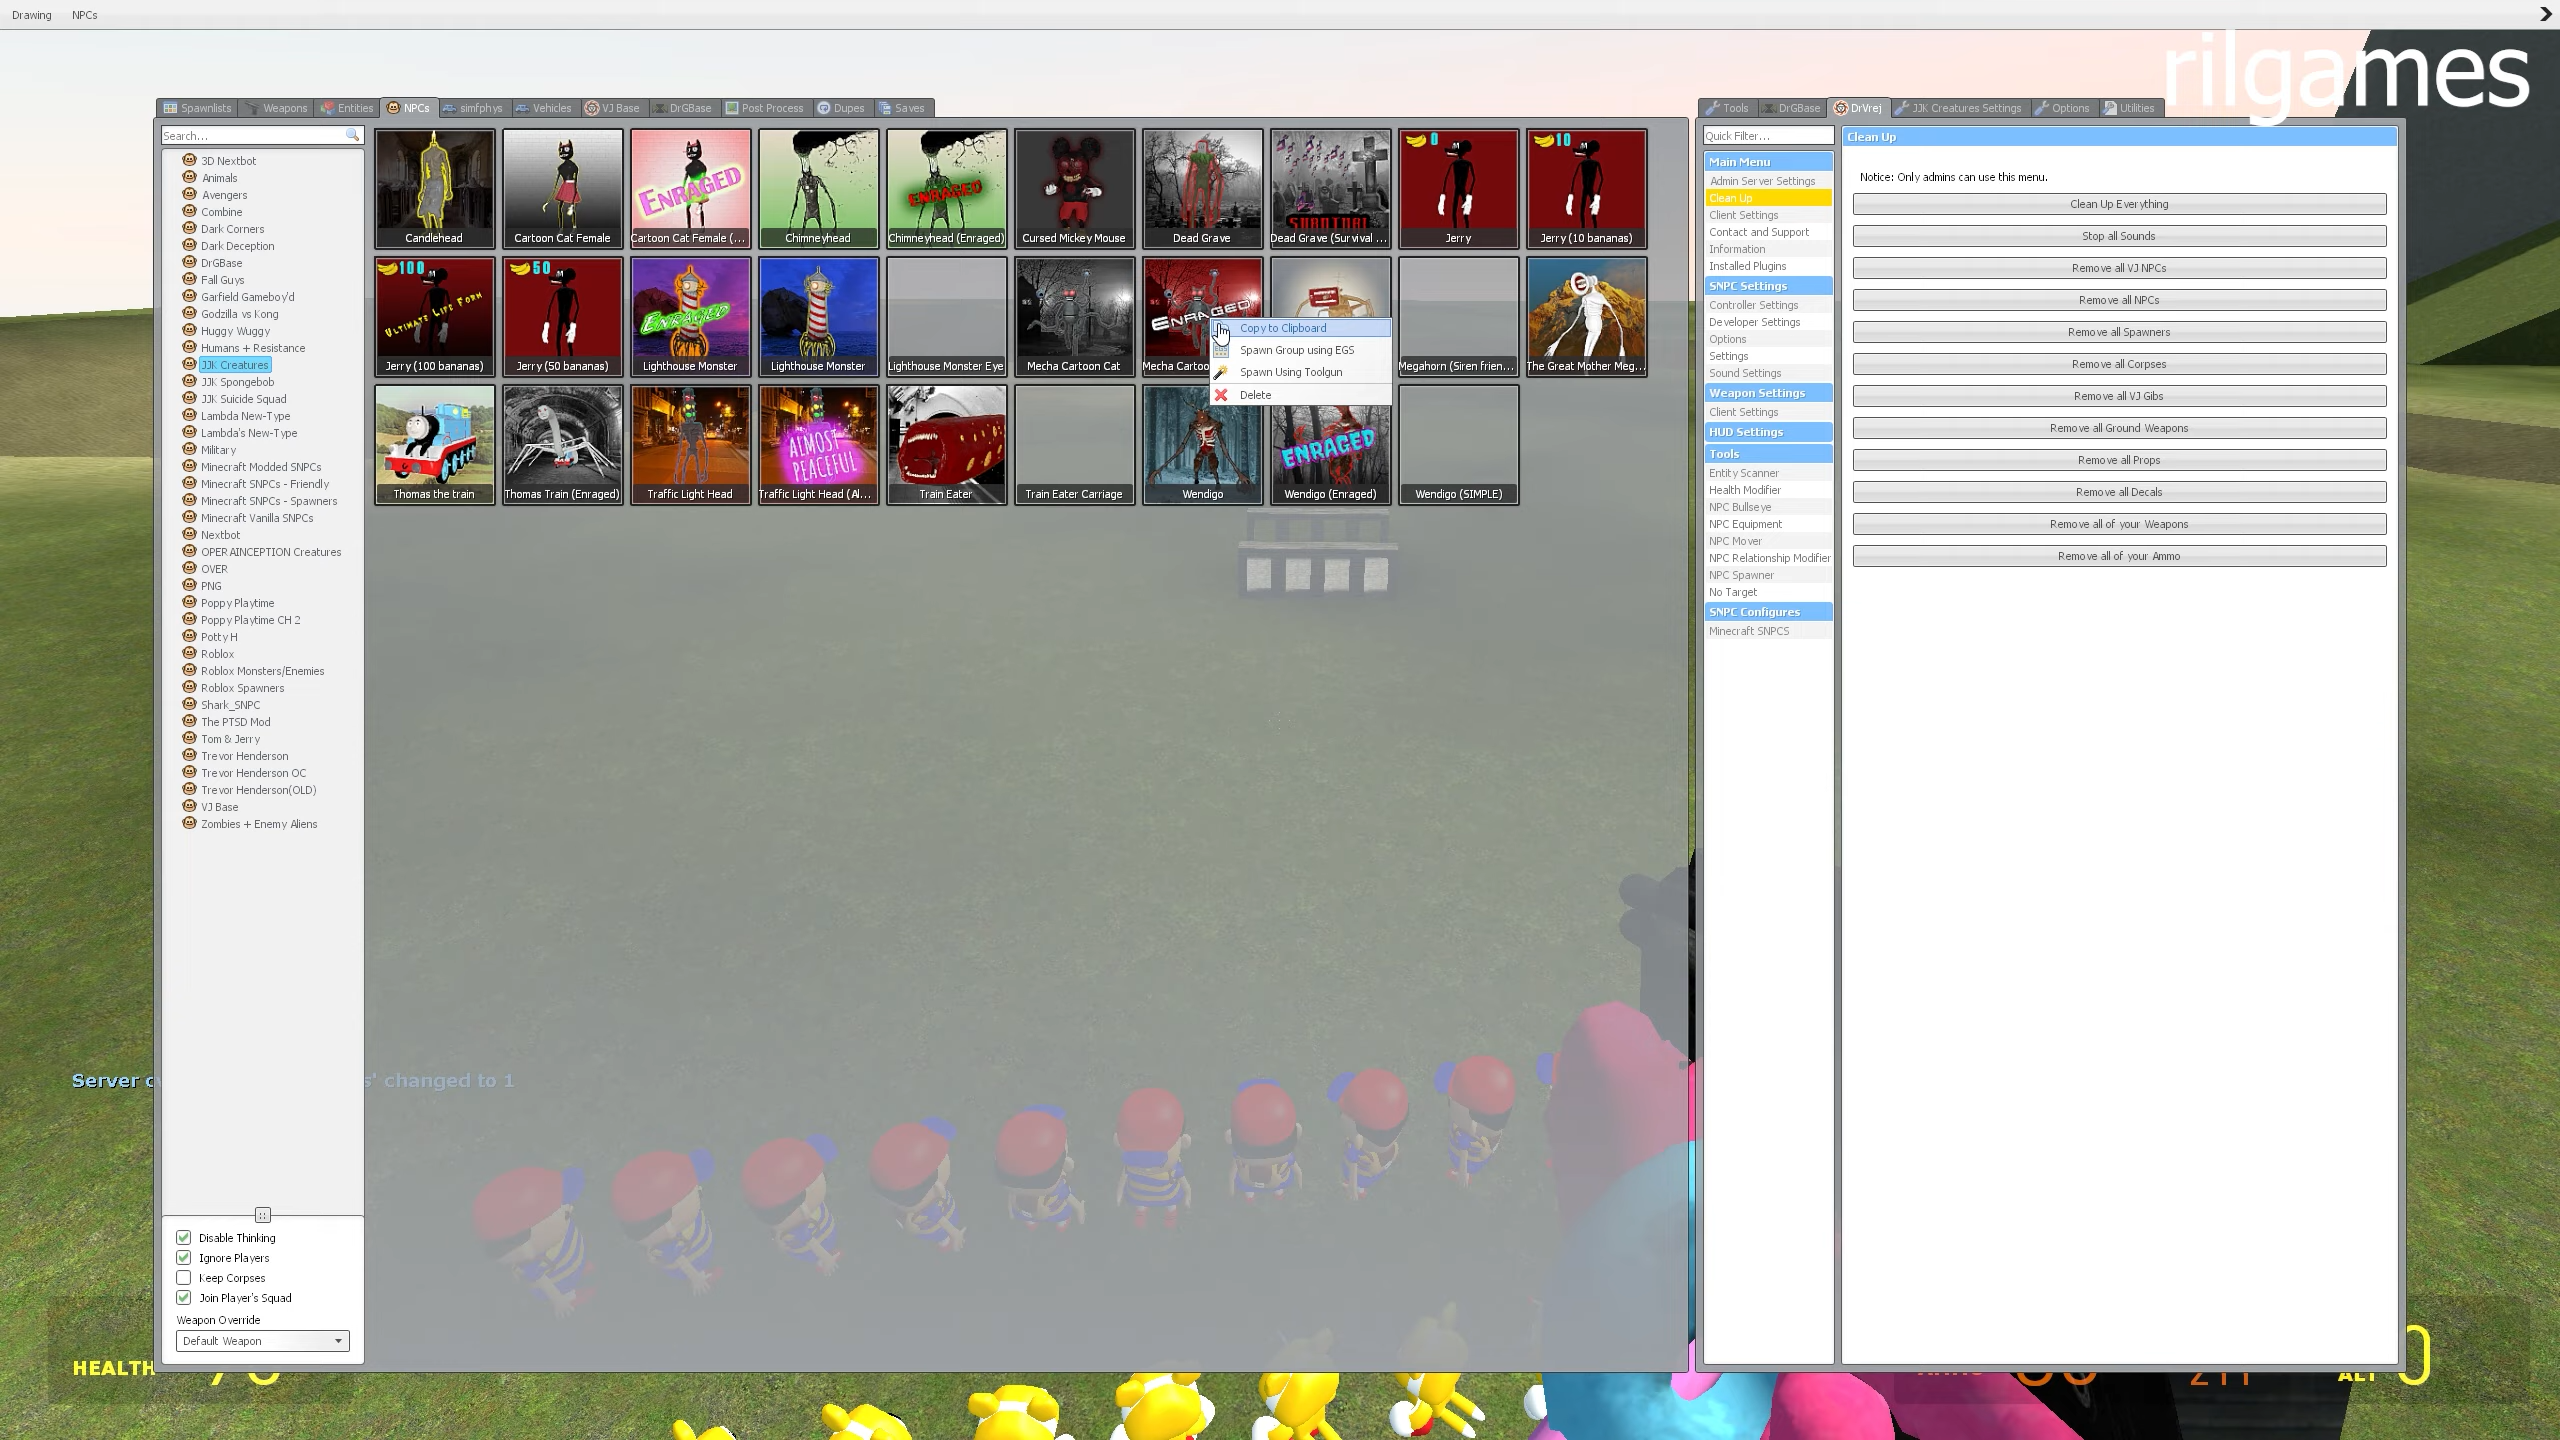 Drawing NPCs
rilgames
Spawnlists Weapons Entities NPCs simfphys Vehicles VJ Base DrGBase Post Process Dupes Saves
Search...
3D Nextbot
Animals
Avengers
Combine
Dark Corners
Dark Deception
DrGBase
Fall Guys
Garfield Gameboy'd
Godzilla vs Kong
Huggy Wuggy
Humans + Resistance
JJK Creatures
JJK Spongebob
JJK Suicide Squad
Lambda New-Type
Lambda's New-Type
Military
Minecraft Modded SNPCs
Minecraft SNPCs - Friendly
Minecraft SNPCs - Spawners
Minecraft Vanilla SNPCs
Nextbot
OPERAINCEPTION Creatures
OVER
PNG
Poppy Playtime
Poppy Playtime CH 2
Potty H
Roblox
Roblox Monsters/Enemies
Roblox Spawners
Shark_SNPC
The PTSD Mod
Tom & Jerry
Trevor Henderson
Trevor Henderson OC
Trevor Henderson(OLD)
VJ Base
Zombies + Enemy Aliens
Disable Thinking
Ignore Players
Keep Corpses
Join Player's Squad
Weapon Override
Default Weapon
ENRAGED ENRAGED SURVIVAL 0 10
Candlehead Cartoon Cat Female Cartoon Cat Female (... Chimneyhead Chimneyhead (Enraged) Cursed Mickey Mouse Dead Grave Dead Grave (Survival ... Jerry Jerry (10 bananas)
100 ULTIMATE LIFE FORM 50 ENRAGED ENRAGED
Jerry (100 bananas) Jerry (50 bananas) Lighthouse Monster Lighthouse Monster Lighthouse Monster Eye Mecha Cartoon Cat Mecha Cartoo Megahorn (Siren frien... The Great Mother Meg...
Copy to Clipboard
Spawn Group using EGS
Spawn Using Toolgun
Delete
ALMOST PEACEFUL ENRAGED
Thomas the train Thomas Train (Enraged) Traffic Light Head Traffic Light Head (Al... Train Eater Train Eater Carriage Wendigo Wendigo (Enraged) Wendigo (SIMPLE)
Tools DrGBase DrVrej JJK Creatures Settings Options Utilities
Quick Filter...
Main Menu
Admin Server Settings
Clean Up
Client Settings
Contact and Support
Information
Installed Plugins
SNPC Settings
Controller Settings
Developer Settings
Options
Settings
Sound Settings
Weapon Settings
Client Settings
HUD Settings
Tools
Entity Scanner
Health Modifier
NPC Bullseye
NPC Equipment
NPC Mover
NPC Relationship Modifier
NPC Spawner
No Target
SNPC Configures
Minecraft SNPCS
Clean Up
Notice: Only admins can use this menu.
Clean Up Everything
Stop all Sounds
Remove all VJ NPCs
Remove all NPCs
Remove all Spawners
Remove all Corpses
Remove all VJ Gibs
Remove all Ground Weapons
Remove all Props
Remove all Decals
Remove all of your Weapons
Remove all of your Ammo
Server c s' changed to 1
HEALTH ALT 0